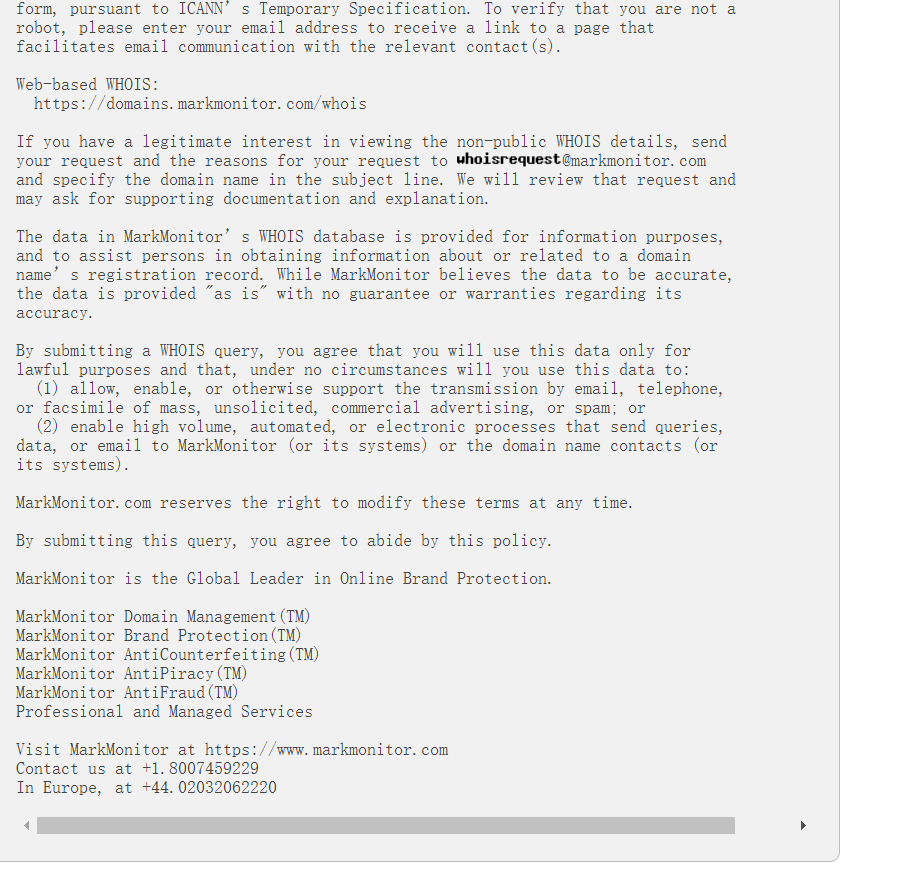 form, pursuant to ICANN’s Temporary Specification. To verify that you are not a
robot, please enter your email address to receive a link to a page that
facilitates email communication with the relevant contact(s).
Web-based WHOIS:
https://domains.markmonitor.com/whois
If you have a legitimate interest in viewing the non-public WHOIS details, send
your request and the reasons for your request to whoisrequest@markmonitor.com
and specify the domain name in the subject line. We will review that request and
may ask for supporting documentation and explanation.
The data in MarkMonitor’s WHOIS database is provided for information purposes,
and to assist persons in obtaining information about or related to a domain
name’s registration record. While MarkMonitor believes the data to be accurate,
the data is provided "as is" with no guarantee or warranties regarding its
accuracy.
By submitting a WHOIS query, you agree that you will use this data only for
lawful purposes and that, under no circumstances will you use this data to:
(1) allow, enable, or otherwise support the transmission by email, telephone,
or facsimile of mass, unsolicited, commercial advertising, or spam; or
(2) enable high volume, automated, or electronic processes that send queries,
data, or email to MarkMonitor (or its systems) or the domain name contacts (or
its systems).
MarkMonitor.com reserves the right to modify these terms at any time.
By submitting this query, you agree to abide by this policy.
MarkMonitor is the Global Leader in Online Brand Protection.
MarkMonitor Domain Management(TM)
MarkMonitor Brand Protection(TM)
MarkMonitor AntiCounterfeiting(TM)
MarkMonitor AntiPiracy(TM)
MarkMonitor AntiFraud(TM)
Professional and Managed Services
Visit MarkMonitor at https://www.markmonitor.com
Contact us at +1.8007459229
In Europe, at +44.02032062220